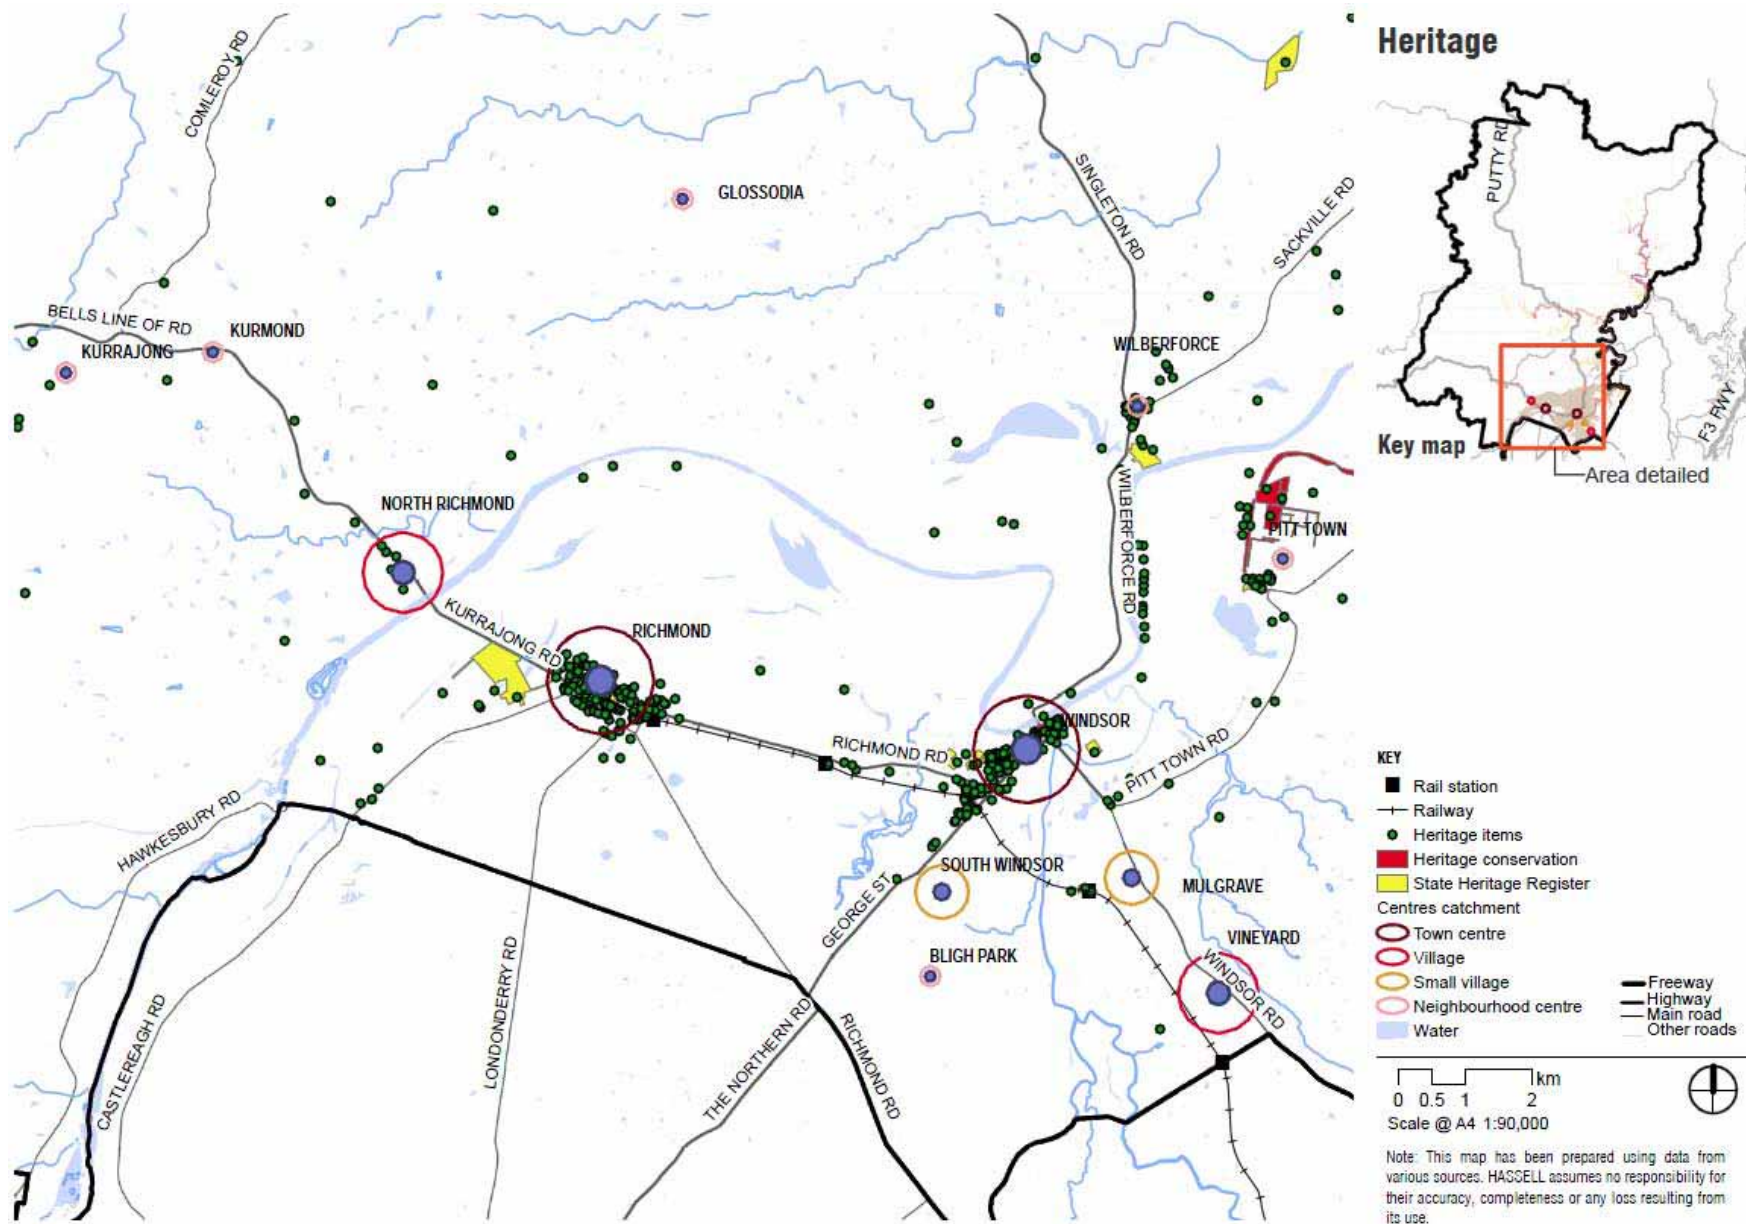 Heritage
COMLEROY RD
PUTTY RD
SINGLETON RD
SACKVILLE RD
GLOSSODIA
BELLS LINE OF RD
KURMOND
KURRAJONG
WILBERFORCE
F3 FWY
Key map
Area detailed
NORTH RICHMOND
WILBERFORCE RD
PITT TOWN
KURRAJONG RD
RICHMOND
WINDSOR
RICHMOND RD
PITT TOWN RD
HAWKESBURY RD
SOUTH WINDSOR
MULGRAVE
GEORGE ST
VINEYARD
BLIGH PARK
WINDSOR RD
LONDONDERRY RD
CASTLEREAGH RD
THE NORTHERN RD
RICHMOND RD
KEY
Rail station
Railway
Heritage items
Heritage conservation
State Heritage Register
Centres catchment
Town centre
Village
Small village
Neighbourhood centre
Water
Freeway
Highway
Main road
Other roads
km
0 0.5 1 2
Scale @ A4 1:90,000
Note: This map has been prepared using data from
various sources. HASSELL assumes no responsibility for
their accuracy, completeness or any loss resulting from
its use.